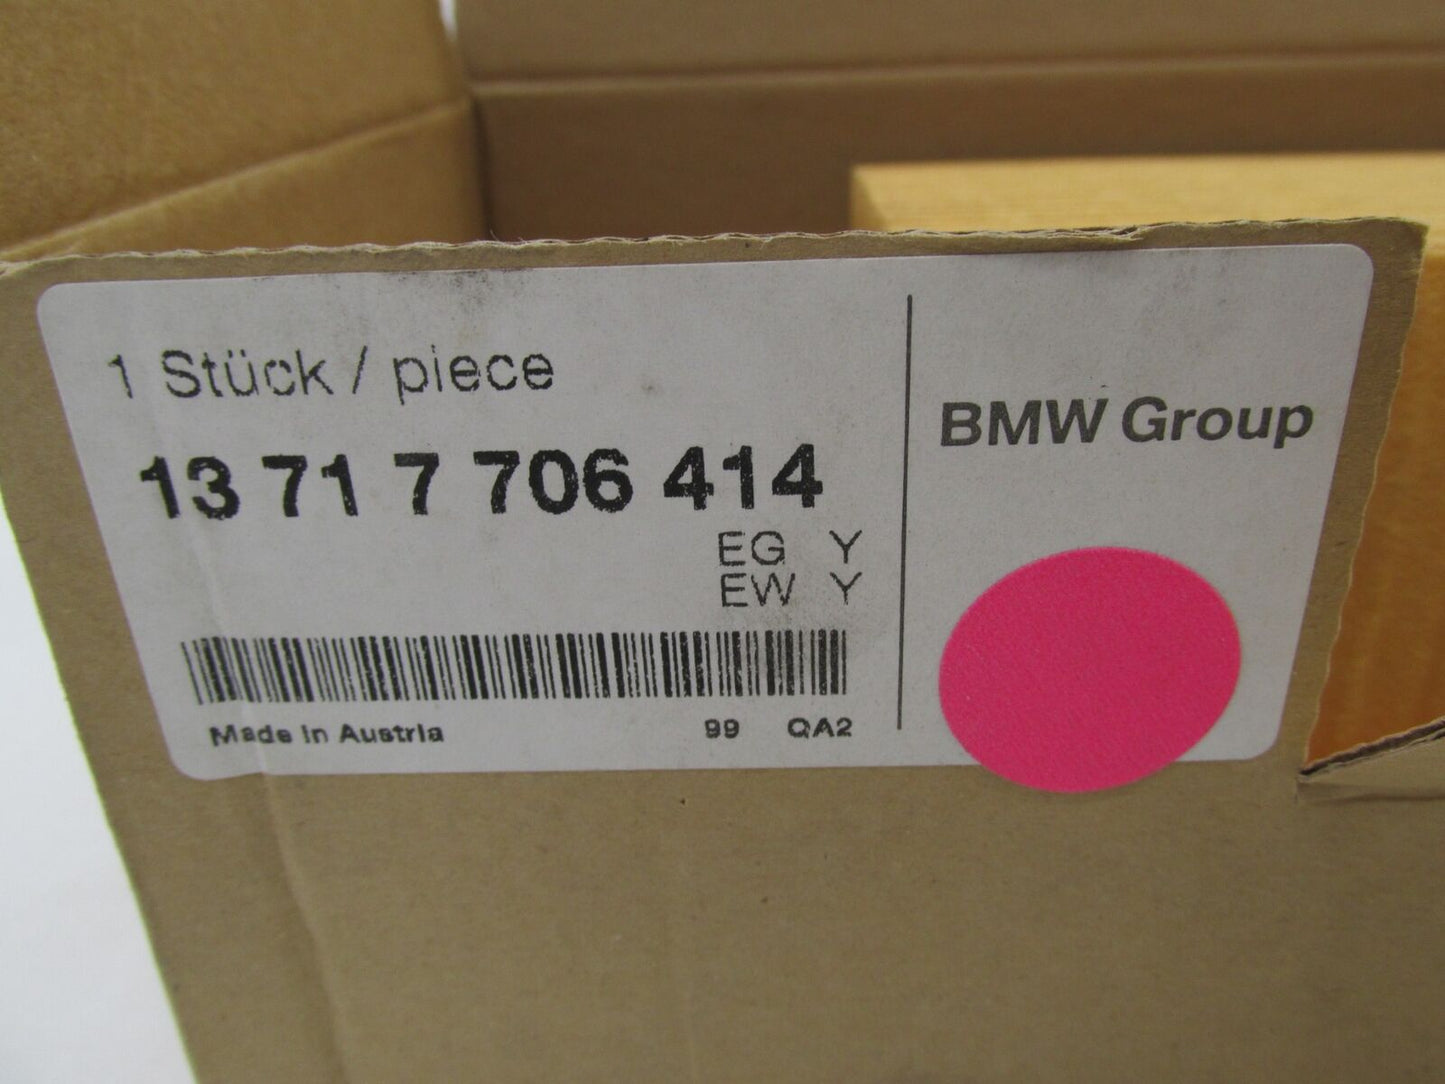 1 Stück / piece
13 71 7 706 414
EG Y
EW Y
Made in Austria 99 QA2
BMW Group